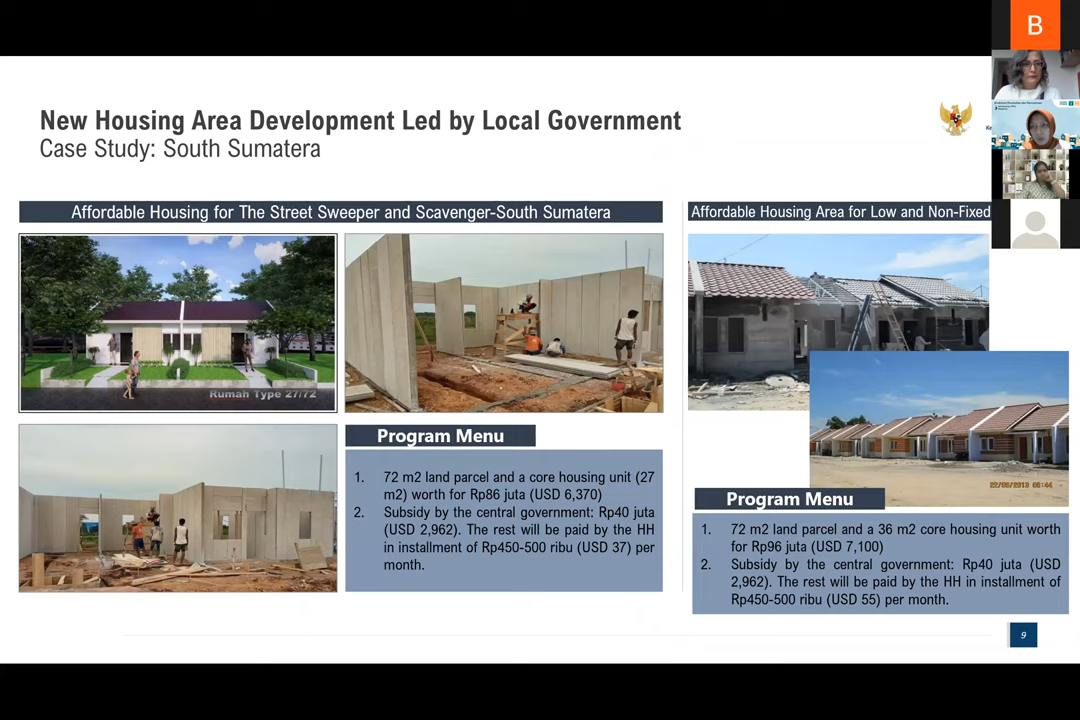 B
New Housing Area Development Led by Local Government
Case Study: South Sumatera
Affordable Housing for The Street Sweeper and Scavenger-South Sumatera
Rumah Type 27/72
Program Menu
1. 72 m2 land parcel and a core housing unit (27
m2) worth for Rp86 juta (USD 6,370)
2. Subsidy by the central government: Rp40 juta
(USD 2,962). The rest will be paid by the HH
in installment of Rp450-500 ribu (USD 37) per
month.
Affordable Housing Area for Low and Non-Fixed
Program Menu
1. 72 m2 land parcel and a 36 m2 core housing unit worth
for Rp96 juta (USD 7,100)
2. Subsidy by the central government: Rp40 juta (USD
2,962). The rest will be paid by the HH in installment of
Rp450-500 ribu (USD 55) per month.
9